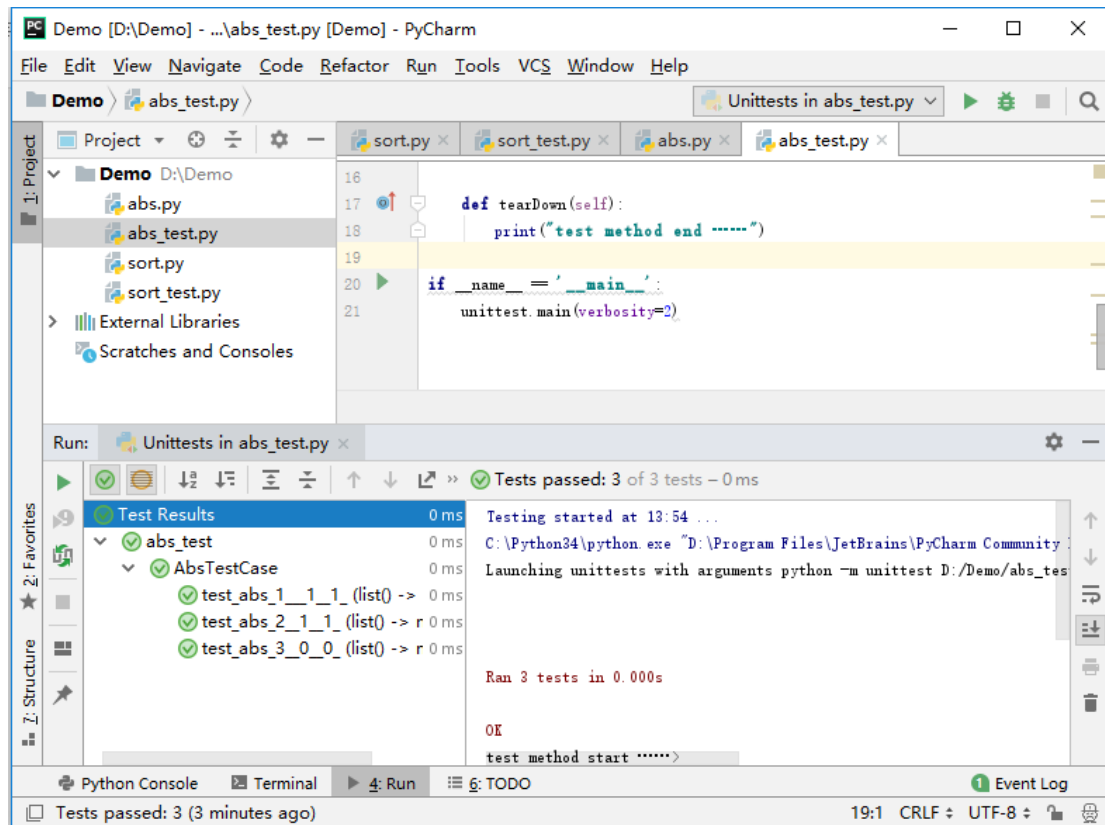 Demo [D:\Demo] - ...\abs_test.py [Demo] - PyCharm
File Edit View Navigate Code Refactor Run Tools VCS Window Help
Demo abs_test.py Unittests in abs_test.py
1: Project
Project
sort.py sort_test.py abs.py abs_test.py
Demo D:\Demo
abs.py
abs_test.py
sort.py
sort_test.py
External Libraries
Scratches and Consoles
16
17 def tearDown(self):
18 print("test method end ······")
19
20 if __name__ == '__main__':
21 unittest.main(verbosity=2)
Run: Unittests in abs_test.py
Tests passed: 3 of 3 tests – 0 ms
2: Favorites
7: Structure
Test Results 0 ms
abs_test 0 ms
AbsTestCase 0 ms
test_abs_1__1__1_ (list() -> 0 ms
test_abs_2__1__1_ (list() -> r 0 ms
test_abs_3__0__0_ (list() -> r 0 ms
Testing started at 13:54 ...
C:\Python34\python.exe "D:\Program Files\JetBrains\PyCharm Community
Launching unittests with arguments python -m unittest D:/Demo/abs_tes
Ran 3 tests in 0.000s
OK
test method start ······>
Python Console Terminal 4: Run 6: TODO 1 Event Log
Tests passed: 3 (3 minutes ago) 19:1 CRLF UTF-8